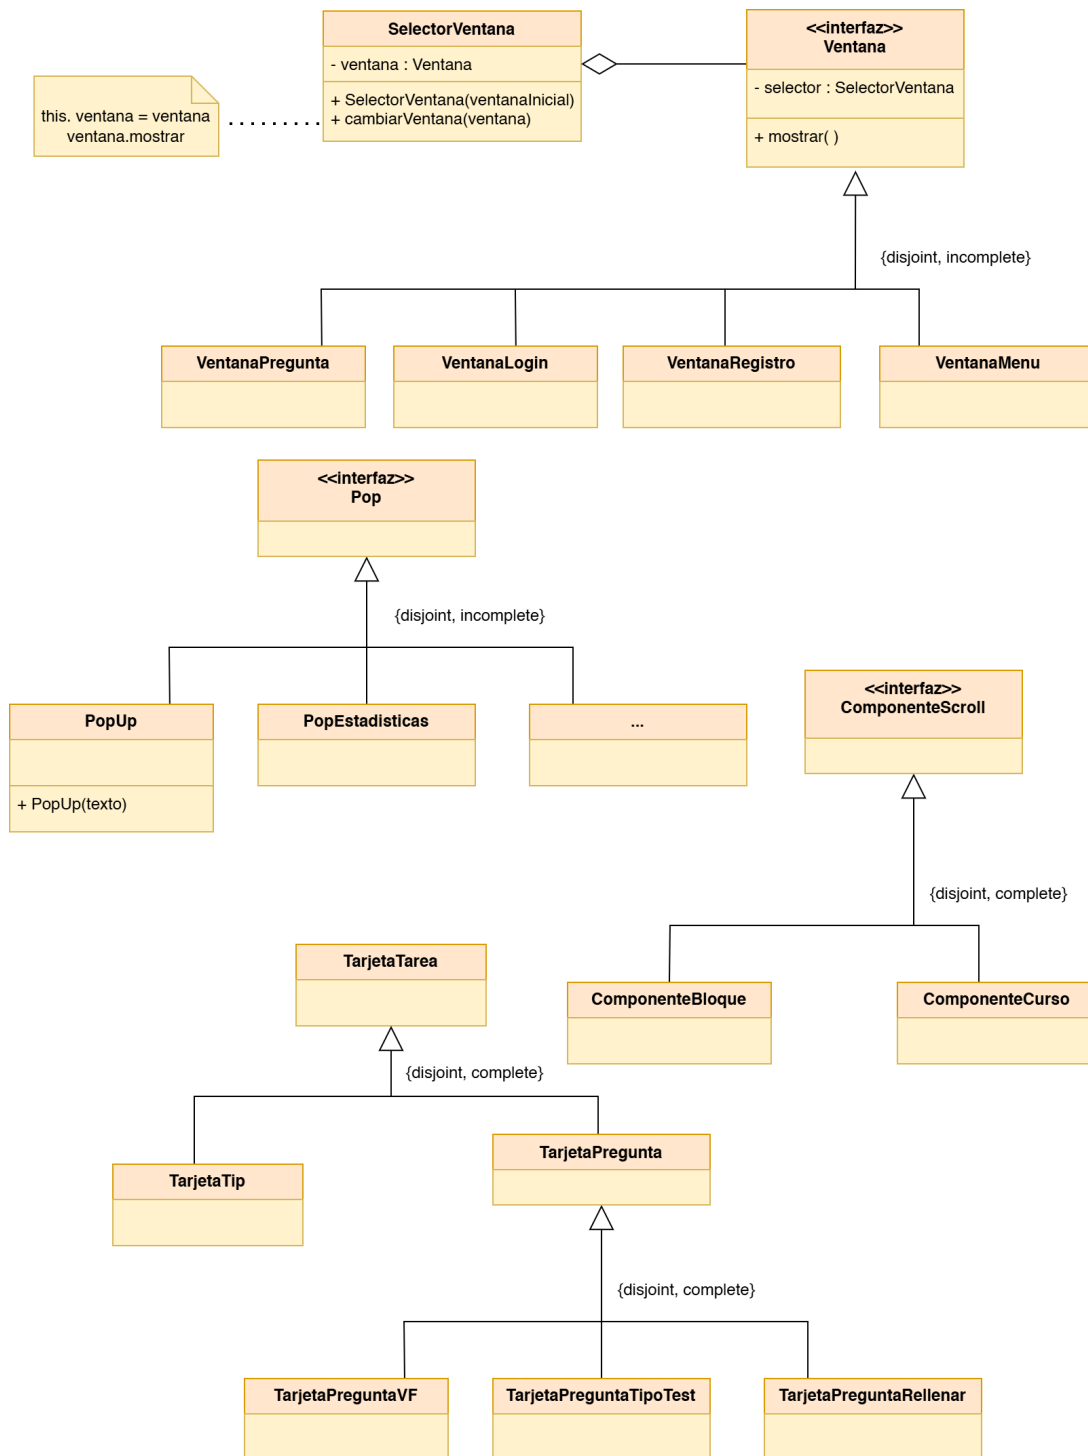 SelectorVentana
- ventana : Ventana
+ SelectorVentana(ventanaInicial)
+ cambiarVentana(ventana)
this. ventana = ventana
ventana.mostrar
<<interfaz>>
Ventana
- selector : SelectorVentana
+ mostrar( )
{disjoint, incomplete}
VentanaPregunta
VentanaLogin
VentanaRegistro
VentanaMenu
<<interfaz>>
Pop
{disjoint, incomplete}
PopUp
+ PopUp(texto)
PopEstadisticas
...
<<interfaz>>
ComponenteScroll
{disjoint, complete}
ComponenteBloque
ComponenteCurso
TarjetaTarea
{disjoint, complete}
TarjetaTip
TarjetaPregunta
{disjoint, complete}
TarjetaPreguntaVF
TarjetaPreguntaTipoTest
TarjetaPreguntaRellenar